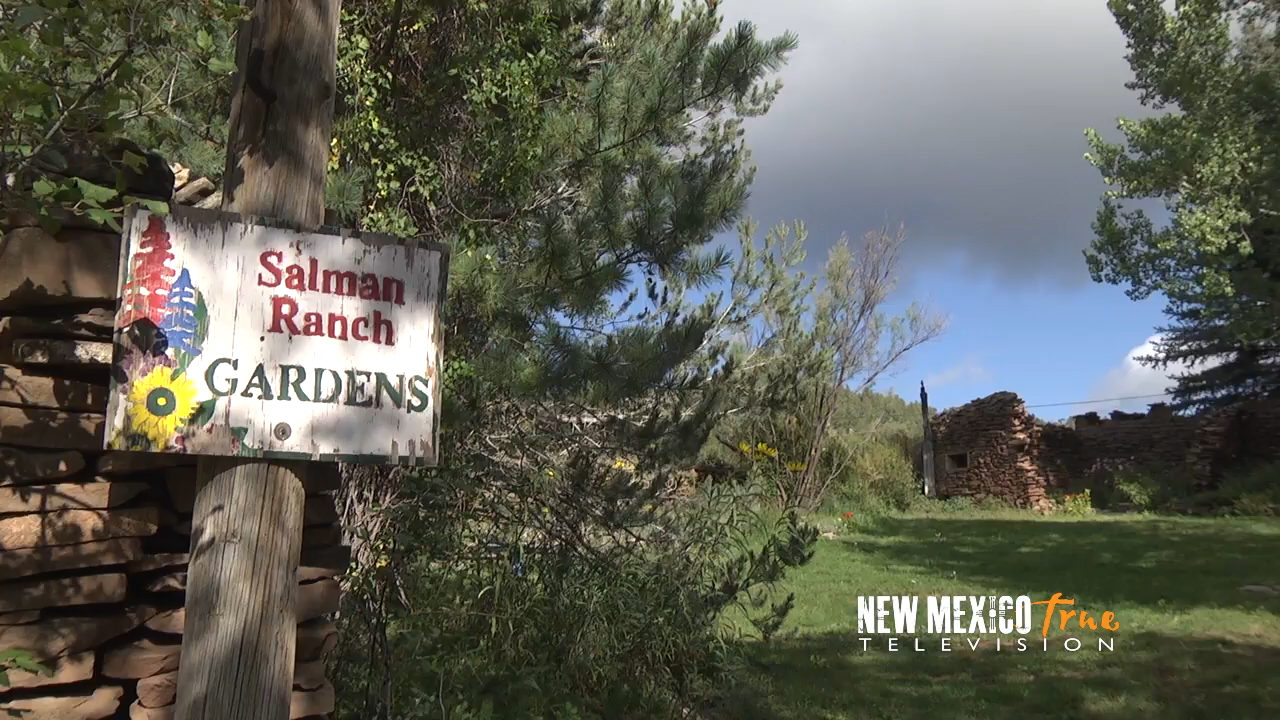 Salman
Ranch
GARDENS
NEW MEXICO True
TELEVISION